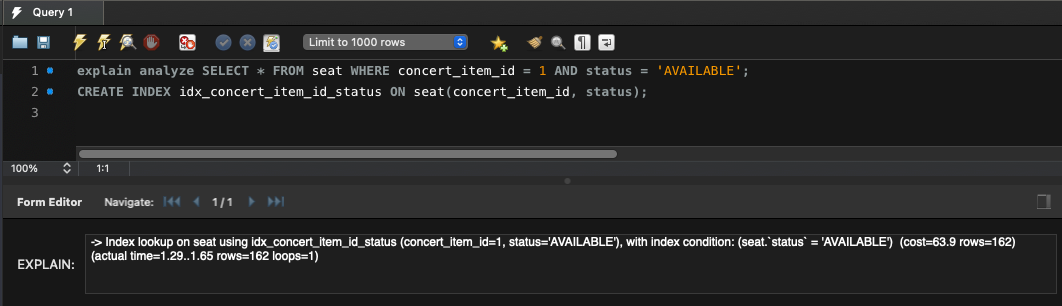 Query 1
Limit to 1000 rows
1 explain analyze SELECT * FROM seat WHERE concert_item_id = 1 AND status = 'AVAILABLE';
2 CREATE INDEX idx_concert_item_id_status ON seat(concert_item_id, status);
3
100% 1:1
Form Editor Navigate: 1/1
EXPLAIN: -> Index lookup on seat using idx_concert_item_id_status (concert_item_id=1, status='AVAILABLE'), with index condition: (seat.`status` = 'AVAILABLE')  (cost=63.9 rows=162)
(actual time=1.29..1.65 rows=162 loops=1)